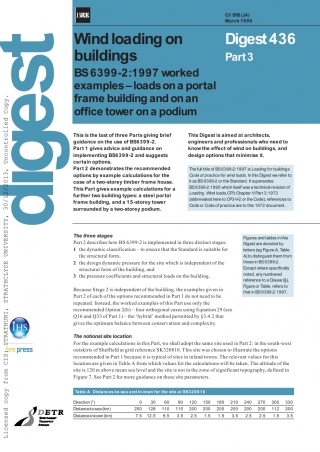 BRE
CI SfB (J4)
March 1999
Wind loading on
buildings
BS 6399-2:1997 worked
examples – loads on a portal
frame building and on an
office tower on a podium
Digest 436
Part 3
digest
This is the last of three Parts giving brief
guidance on the use of BS6399-2.
Part 1 gives advice and guidance on
implementing BS6399-2 and suggests
certain options.
Part 2 demonstrates the recommended
options by example calculations for the
case of a two-storey timber frame house.
This Part gives example calculations for a
further two building types: a steel portal
frame building, and a 15-storey tower
surrounded by a two-storey podium.
This Digest is aimed at architects,
engineers and professionals who need to
know the effect of wind on buildings, and
design options that minimise it.
The full title of BS 6399-2:1997 is Loading for buildings.
Code of practice for wind loads. In this Digest we refer to
it as BS 6399-2 or the Standard. It supersedes
BS 6399-2:1995 which itself was a technical revision of
Loading. Wind loads. CP3:Chapter V:Part 3: 1972
(abbreviated here to CP3-V-2 or the Code); references to
Code or Code of practice are to the 1972 document.
The three stages
Part 2 describes how BS 6399-2 is implemented in three distinct stages:
1 the dynamic classification – to ensure that the Standard is suitable for
the structural form,
2 the design dynamic pressure for the site which is independent of the
structural form of the building, and
3 the pressure coefficients and structural loads on the building.
Because Stage 2 is independent of the building, the examples given in
Part 2 of each of the options recommended in Part 1 do not need to be
repeated. Instead, the worked examples of this Part use only the
recommended Option 2(b) – four orthogonal cases using Equation 29 (see
Q16 and Q33 of Part 1) – the 'hybrid' method permitted by §3.4.2 that
gives the optimum balance between conservatism and complexity.
Figures and tables in this
Digest are denoted by
letters (eg Figure A, Table
A) to distinguish them from
those in BS 6399-2.
Except where specifically
noted, any numbered
reference to a Clause (§),
Figure or Table, refers to
that in BS 6399-2: 1997.
The notional site location
For the example calculations in this Part, we shall adopt the same site used in Part 2: in the south-west
outskirts of Sheffield at grid reference SK328810. This site was chosen to illustrate the options
recommended in Part 1 because it is typical of sites in inland towns. The relevant values for this
location are given in Table A from which values for the calculations will be taken. The altitude of the
site is 120 m above mean sea level and the site is not in the zone of significant topography, defined in
Figure 7. See Part 2 for more guidance on these site parameters.
Table A Distances to sea and in town for the site at SK328810
Direction (°) 0 30 60 90 120 150 180 210 240 270 300 330
Distance to sea (km) 200 128 110 110 200 200 200 200 200 200 112 200
Distance in town (km) 7.5 12.5 6.5 3.5 2.5 1.5 1.5 3.5 2.5 1.5 1.5 3.5
IHS
DETR
Licensed copy from CIS: STRATHUNI, STRATHCLYDE UNIVERSITY, 30/11/2013, Uncontrolled Copy.